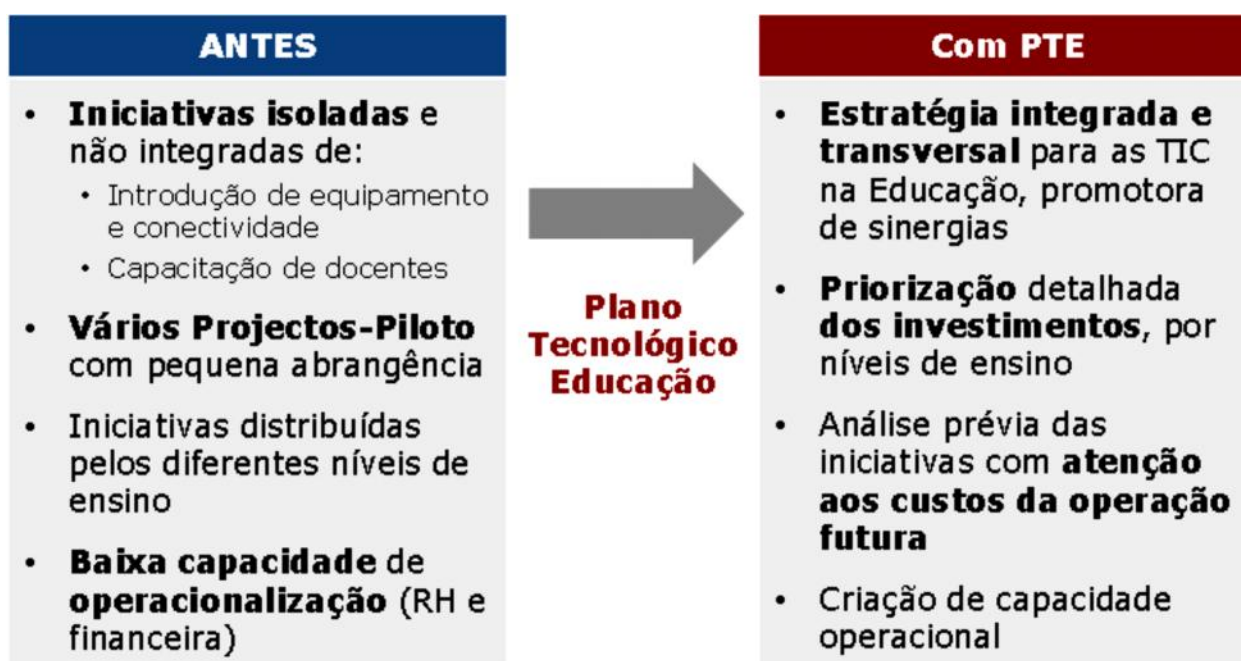 ANTES
• Iniciativas isoladas e
não integradas de:
• Introdução de equipamento
e conectividade
• Capacitação de docentes
• Vários Projectos-Piloto
com pequena abrangência
• Iniciativas distribuídas
pelos diferentes níveis de
ensino
• Baixa capacidade de
operacionalização (RH e
financeira)
Plano
Tecnológico
Educação
Com PTE
• Estratégia integrada e
transversal para as TIC
na Educação, promotora
de sinergias
• Priorização detalhada
dos investimentos, por
níveis de ensino
• Análise prévia das
iniciativas com atenção
aos custos da operação
futura
• Criação de capacidade
operacional